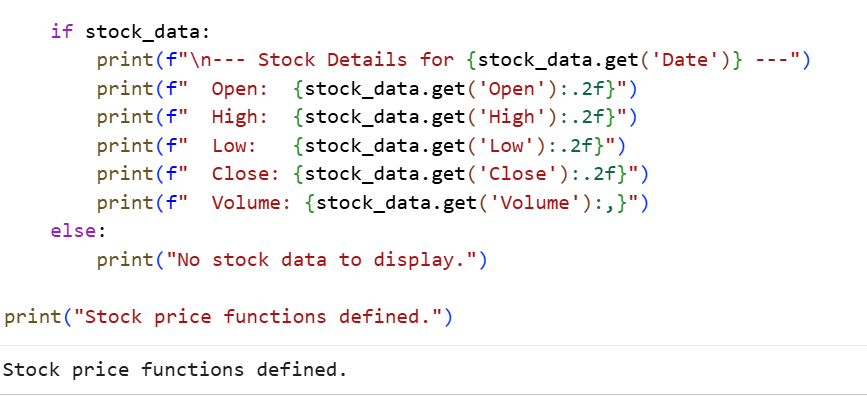 if stock_data:
        print(f"\n--- Stock Details for {stock_data.get('Date')} ---")
        print(f"  Open:  {stock_data.get('Open'):.2f}")
        print(f"  High:  {stock_data.get('High'):.2f}")
        print(f"  Low:   {stock_data.get('Low'):.2f}")
        print(f"  Close: {stock_data.get('Close'):.2f}")
        print(f"  Volume: {stock_data.get('Volume'):,}")
    else:
        print("No stock data to display.")

print("Stock price functions defined.")
Stock price functions defined.